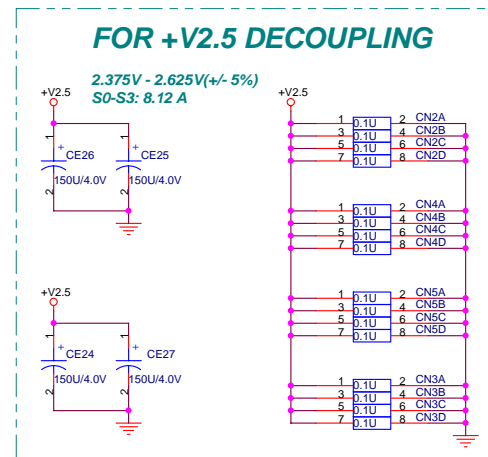 FOR +V2.5 DECOUPLING
2.375V - 2.625V(+/- 5%)
S0-S3: 8.12 A
+V2.5
1
+
CE26
150U/4.0V
2
1
+
CE25
150U/4.0V
2
+V2.5
1
+
CE24
150U/4.0V
2
1
+
CE27
150U/4.0V
2
+V2.5
1 0.1U 2 CN2A
3 0.1U 4 CN2B
5 0.1U 6 CN2C
7 0.1U 8 CN2D
1 0.1U 2 CN4A
3 0.1U 4 CN4B
5 0.1U 6 CN4C
7 0.1U 8 CN4D
1 0.1U 2 CN5A
3 0.1U 4 CN5B
5 0.1U 6 CN5C
7 0.1U 8 CN5D
1 0.1U 2 CN3A
3 0.1U 4 CN3B
5 0.1U 6 CN3C
7 0.1U 8 CN3D